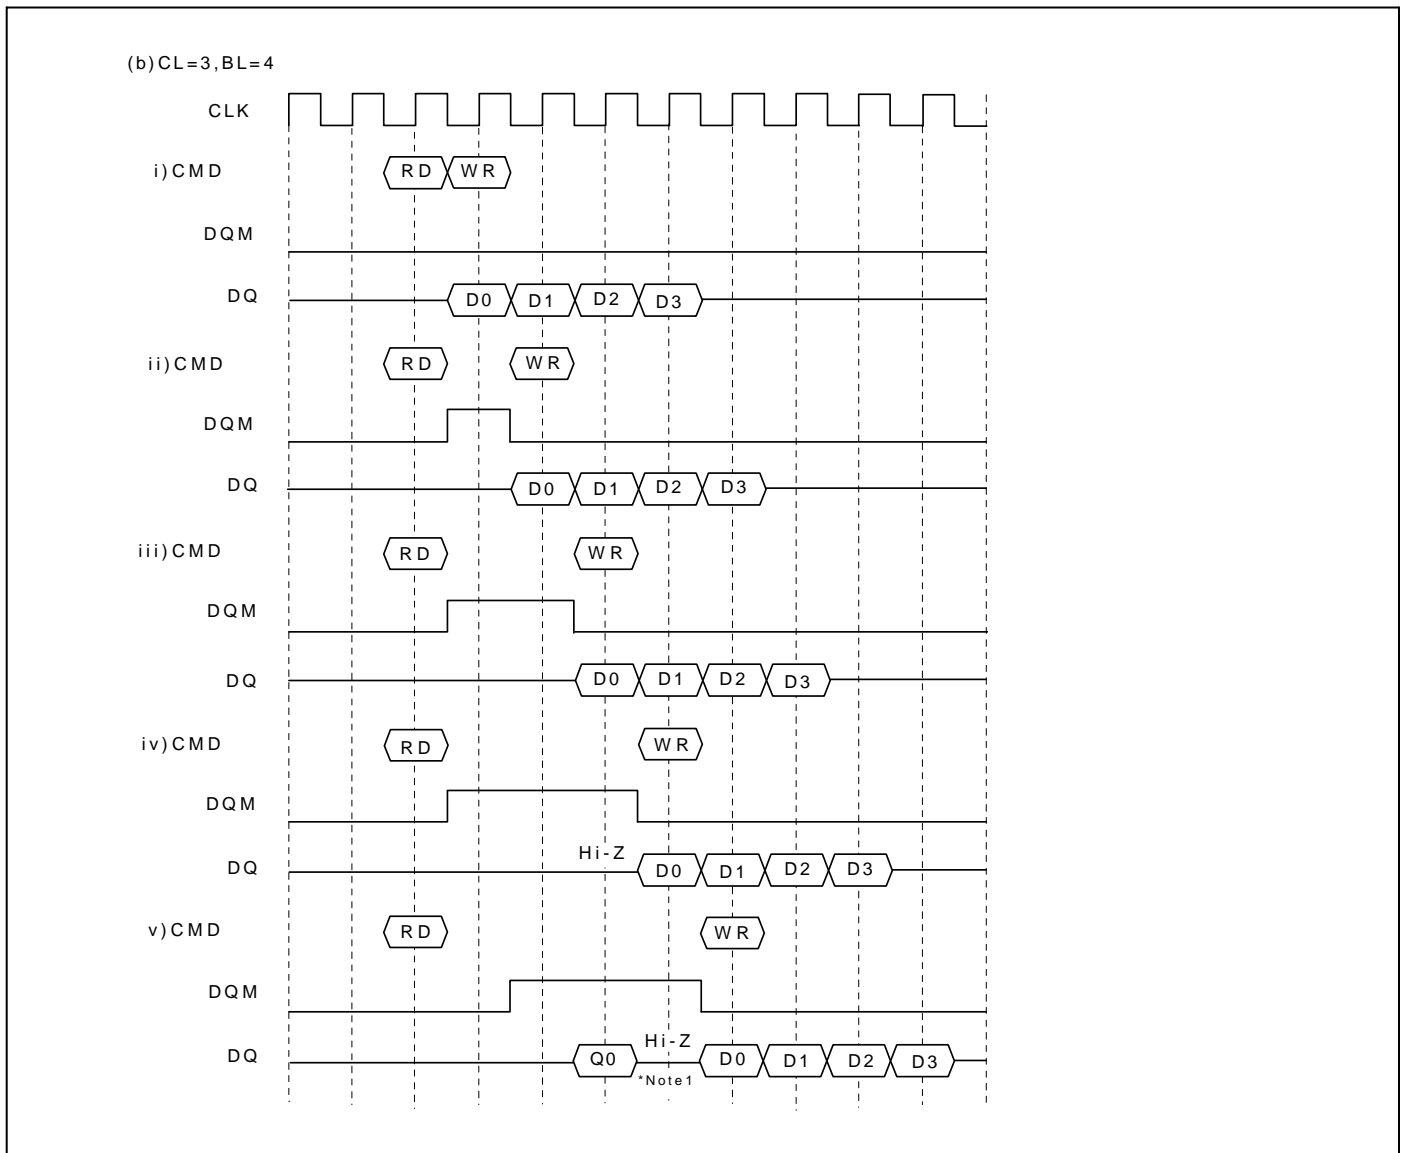 (b)CL=3,BL=4
CLK
i)CMD RD WR
DQM
DQ D0 D1 D2 D3
ii)CMD RD WR
DQM
DQ D0 D1 D2 D3
iii)CMD RD WR
DQM
DQ D0 D1 D2 D3
iv)CMD RD WR
DQM
Hi-Z
DQ D0 D1 D2 D3
v)CMD RD WR
DQM
Hi-Z
DQ Q0 D0 D1 D2 D3
*Note1